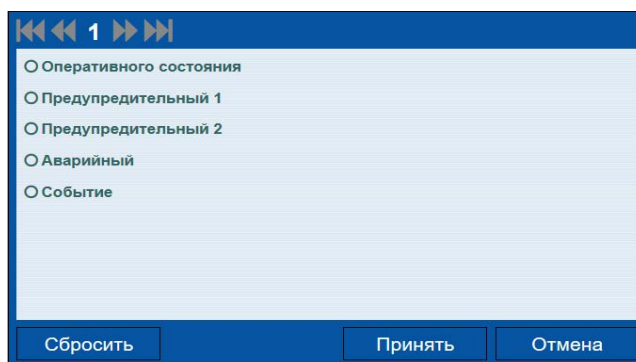 1
Оперативного состояния
Предупредительный 1
Предупредительный 2
Аварийный
Событие
Сбросить Принять Отмена